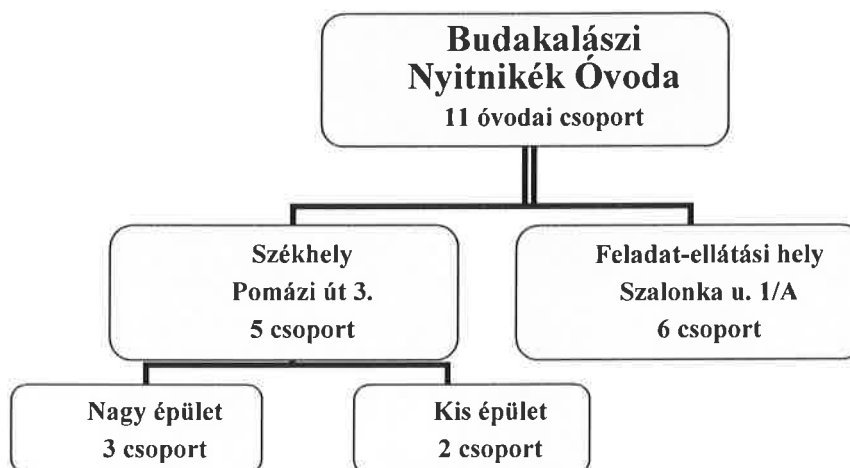 Budakalászi
Nyitnikék Óvoda
11 óvodai csoport
Székhely
Pomázi út 3.
5 csoport
Feladat-ellátási hely
Szalonka u. 1/A
6 csoport
Nagy épület
3 csoport
Kis épület
2 csoport